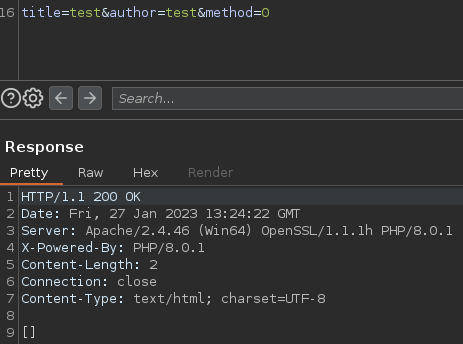 16 title=test&author=test&method=0
Search...
Response
Pretty Raw Hex Render
1 HTTP/1.1 200 OK
2 Date: Fri, 27 Jan 2023 13:24:22 GMT
3 Server: Apache/2.4.46 (Win64) OpenSSL/1.1.1h PHP/8.0.1
4 X-Powered-By: PHP/8.0.1
5 Content-Length: 2
6 Connection: close
7 Content-Type: text/html; charset=UTF-8
8
9 []